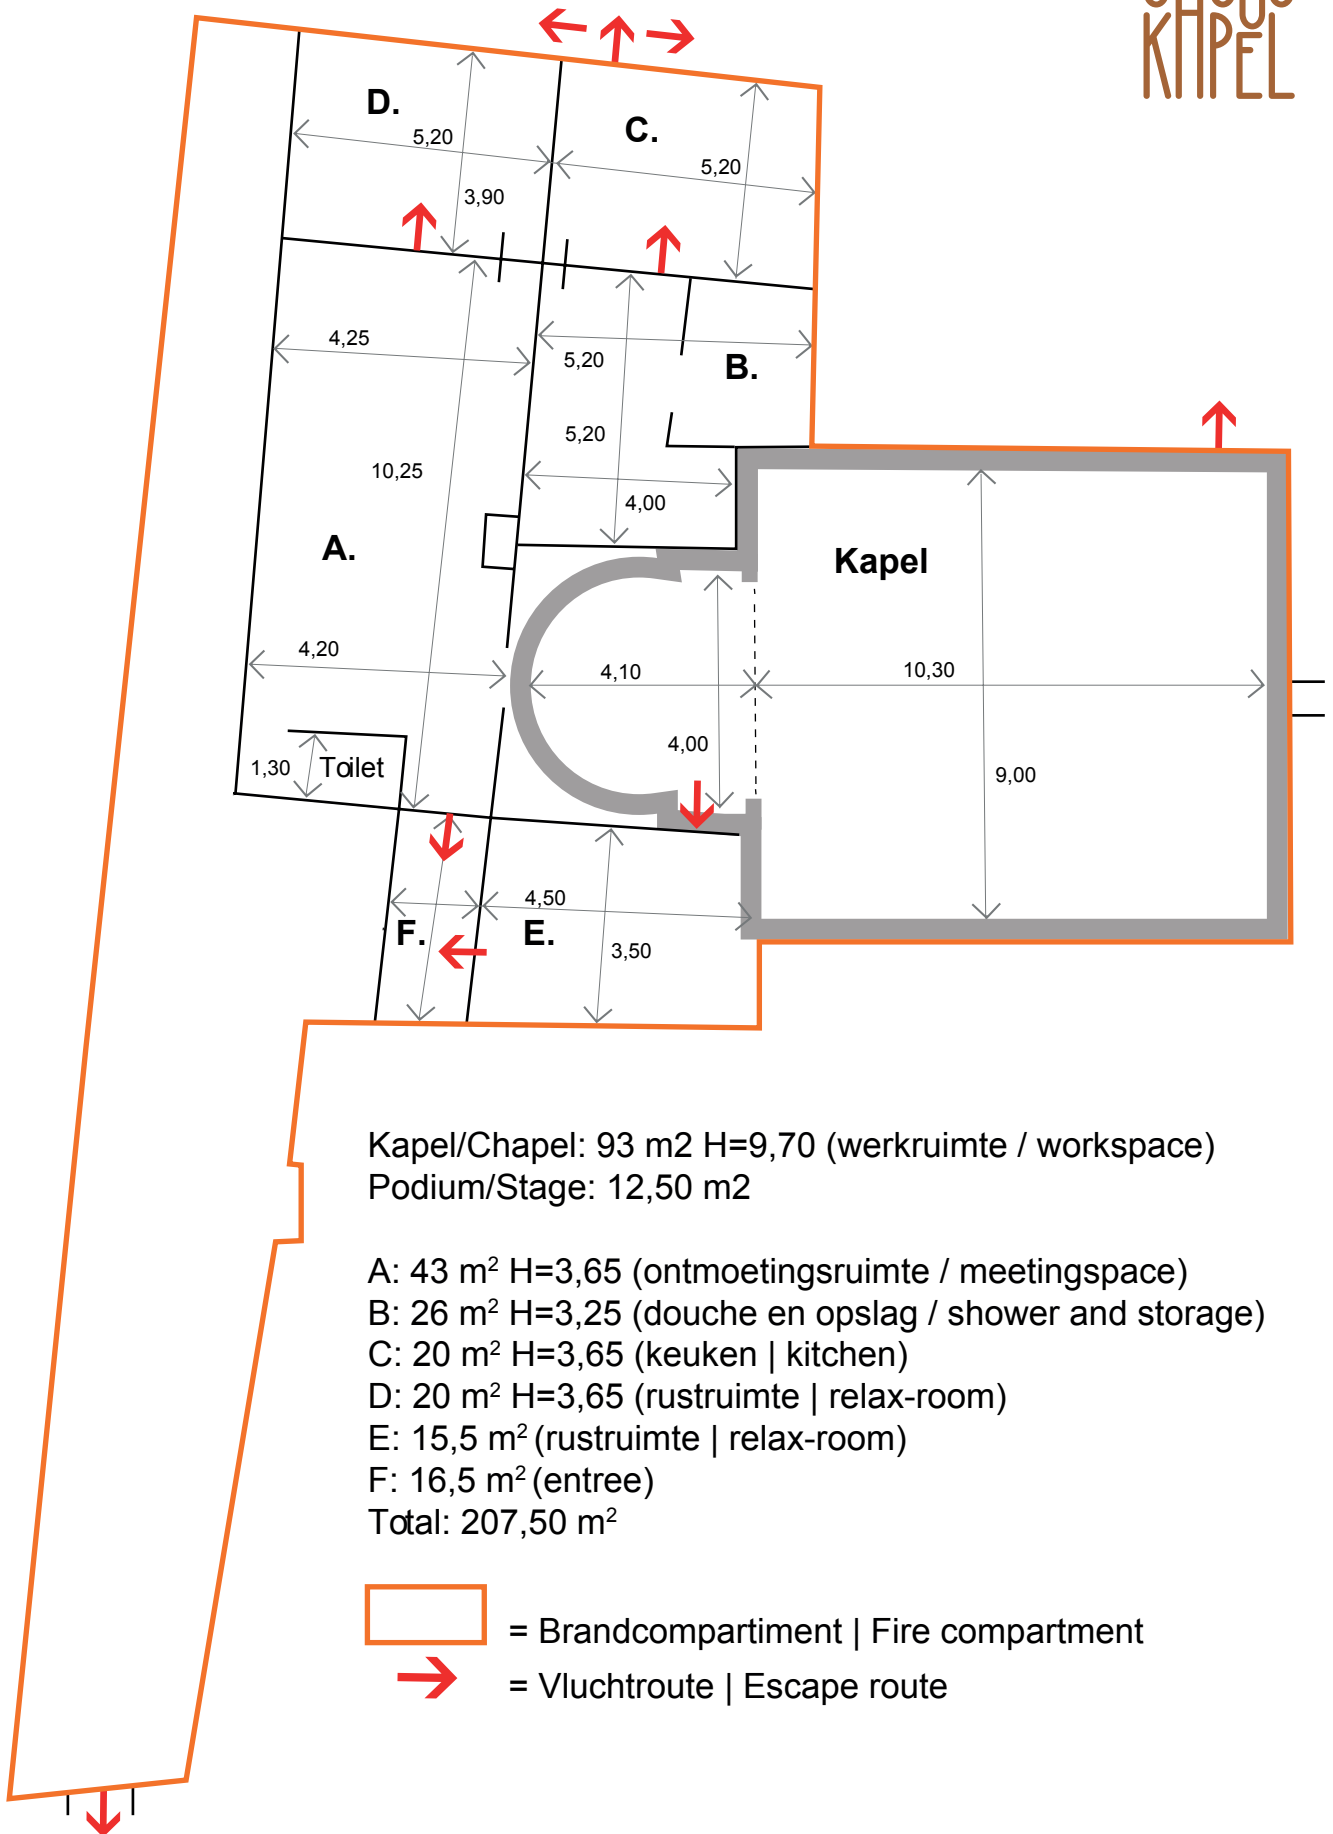 KAPEL
D.
5,20
C.
5,20
3,90
4,25
5,20
B.
5,20
10,25
4,00
A.
Kapel
4,20
4,10
10,30
4,00
1,30
Toilet
9,00
4,50
F.
E.
3,50
Kapel/Chapel: 93 m2 H=9,70 (werkruimte / workspace)
Podium/Stage: 12,50 m2
A: 43 m² H=3,65 (ontmoetingsruimte / meetingspace)
B: 26 m² H=3,25 (douche en opslag / shower and storage)
C: 20 m² H=3,65 (keuken | kitchen)
D: 20 m² H=3,65 (rustruimte | relax-room)
E: 15,5 m² (rustruimte | relax-room)
F: 16,5 m² (entree)
Total: 207,50 m²
= Brandcompartiment | Fire compartment
= Vluchtroute | Escape route